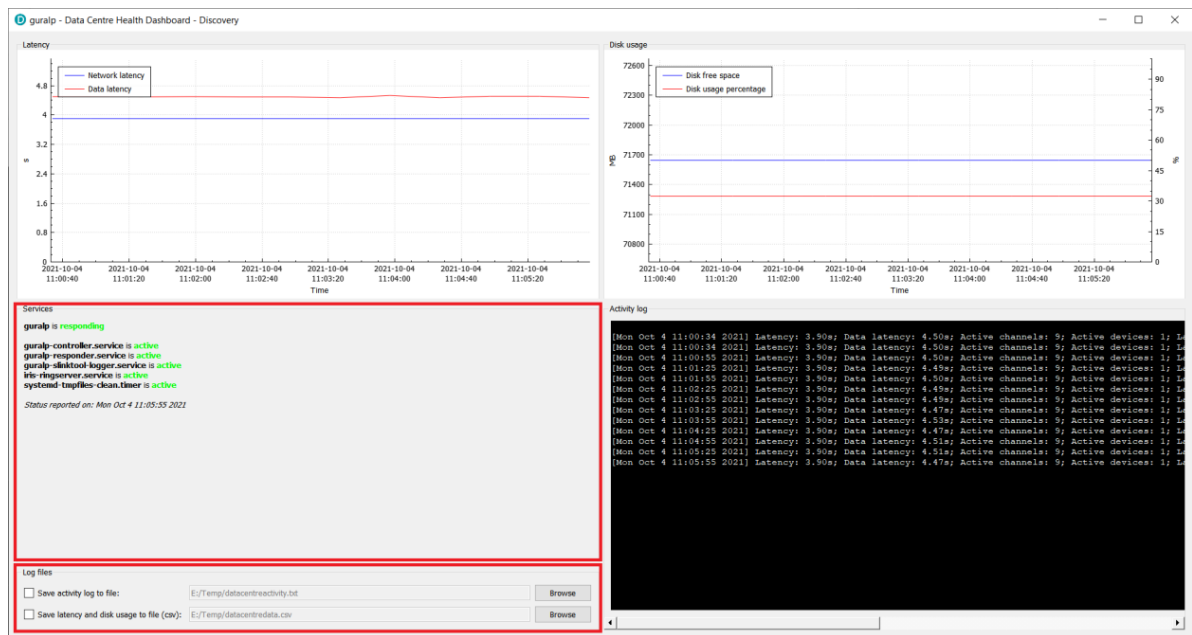 guralp - Data Centre Health Dashboard - Discovery
Latency
Network latency
Data latency
4.8
4
3.2
2.4
1.6
0.8
0
s
2021-10-04 2021-10-04 2021-10-04 2021-10-04 2021-10-04 2021-10-04 2021-10-04 2021-10-04
11:00:40 11:01:20 11:02:00 11:02:40 11:03:20 11:04:00 11:04:40 11:05:20
Time
Disk usage
Disk free space
Disk usage percentage
72600
72300
72000
71700
71400
71100
70800
MB
90
75
60
45
30
15
0
%
2021-10-04 2021-10-04 2021-10-04 2021-10-04 2021-10-04 2021-10-04 2021-10-04 2021-10-04
11:00:40 11:01:20 11:02:00 11:02:40 11:03:20 11:04:00 11:04:40 11:05:20
Time
Services
guralp is responding
guralp-controller.service is active
guralp-responder.service is active
guralp-slinktool-logger.service is active
iris-ringserver.service is active
systemd-tmpfiles-clean.timer is active
Status reported on: Mon Oct 4 11:05:55 2021
Log files
Save activity log to file: E:/Temp/datacentreactivity.txt Browse
Save latency and disk usage to file (csv): E:/Temp/datacentredata.csv Browse
Activity log
[Mon Oct 4 11:00:34 2021] Latency: 3.90s; Data latency: 4.50s; Active channels: 9; Active devices: 1; La
[Mon Oct 4 11:00:34 2021] Latency: 3.90s; Data latency: 4.50s; Active channels: 9; Active devices: 1; La
[Mon Oct 4 11:00:55 2021] Latency: 3.90s; Data latency: 4.50s; Active channels: 9; Active devices: 1; La
[Mon Oct 4 11:01:25 2021] Latency: 3.90s; Data latency: 4.49s; Active channels: 9; Active devices: 1; La
[Mon Oct 4 11:01:55 2021] Latency: 3.90s; Data latency: 4.50s; Active channels: 9; Active devices: 1; La
[Mon Oct 4 11:02:25 2021] Latency: 3.90s; Data latency: 4.49s; Active channels: 9; Active devices: 1; La
[Mon Oct 4 11:02:55 2021] Latency: 3.90s; Data latency: 4.49s; Active channels: 9; Active devices: 1; La
[Mon Oct 4 11:03:25 2021] Latency: 3.90s; Data latency: 4.47s; Active channels: 9; Active devices: 1; La
[Mon Oct 4 11:03:55 2021] Latency: 3.90s; Data latency: 4.53s; Active channels: 9; Active devices: 1; La
[Mon Oct 4 11:04:25 2021] Latency: 3.90s; Data latency: 4.47s; Active channels: 9; Active devices: 1; La
[Mon Oct 4 11:04:55 2021] Latency: 3.90s; Data latency: 4.51s; Active channels: 9; Active devices: 1; La
[Mon Oct 4 11:05:25 2021] Latency: 3.90s; Data latency: 4.51s; Active channels: 9; Active devices: 1; La
[Mon Oct 4 11:05:55 2021] Latency: 3.90s; Data latency: 4.47s; Active channels: 9; Active devices: 1; La